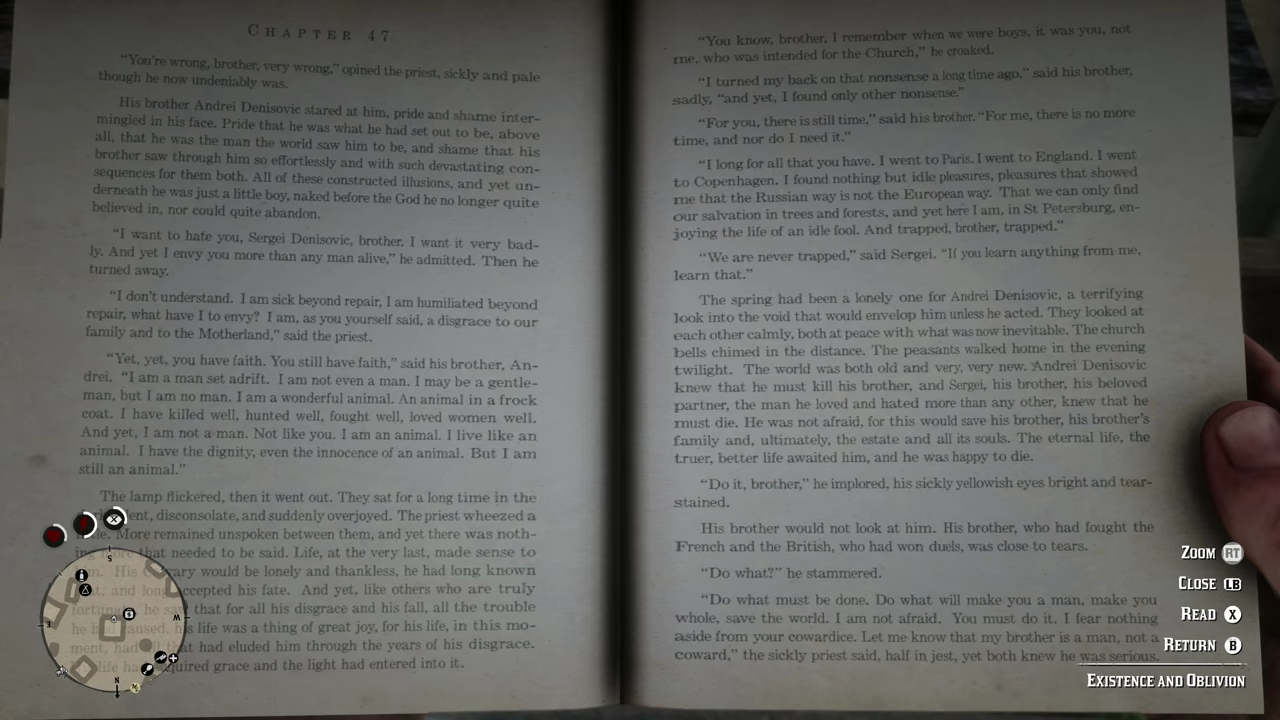 CHAPTER 47
“You're wrong, brother, very wrong,” opined the priest, sickly and pale
though he now undeniably was.
His brother Andrei Denisovic stared at him, pride and shame inter-
mingling in his face. Pride that he was what he had set out to be, above
all, that he was the man the world saw him to be, and shame that his
brother saw through him so effortlessly and with such devastating con-
sequences for them both. All of these constructed illusions, and yet un-
derneath he was just a little boy, naked before the God he no longer quite
believed in, nor could quite abandon.
“I want to hate you, Sergei Denisovic, brother. I want it very bad-
ly. And yet I envy you more than any man alive,” he admitted. Then he
turned away.
“I don't understand. I am sick beyond repair, I am humiliated beyond
repair, what have I to envy? I am, as you yourself said, a disgrace to our
family and to the Motherland,” said the priest.
“Yet, yet, you have faith. You still have faith,” said his brother, An-
drei. “I am a man set adrift. I am not even a man. I may be a gentle-
man, but I am no man. I am a wonderful animal. An animal in a frock
coat. I have killed well, hunted well, fought well, loved women well.
And yet, I am not a man. Not like you. I am an animal. I live like an
animal. I have the dignity, even the innocence of an animal. But I am
still an animal.”
The lamp flickered, then it went out. They sat for a long time in the
disconsolate, and suddenly overjoyed. The priest wheezed a
More remained unspoken between them, and yet there was noth-
that needed to be said. Life, at the very last, made sense to
His would be lonely and thankless, he had long known
and accepted his fate. And yet, like others who are truly
he that for all his disgrace and his fall, all the trouble
he his life was a thing of great joy, for his life, in this mo-
ment, had that had eluded him through the years of his disgrace.
life grace and the light had entered into it.
“You know, brother, I remember when we were boys, it was you, not
me, who was intended for the Church,” he croaked.
“I turned my back on that nonsense a long time ago,” said his brother,
sadly, “and yet, I found only other nonsense.”
“For you, there is still time,” said his brother. “For me, there is no more
time, and nor do I need it.”
“I long for all that you have. I went to Paris. I went to England. I went
to Copenhagen. I found nothing but idle pleasures, pleasures that showed
me that the Russian way is not the European way. That we can only find
our salvation in trees and forests, and yet here I am, in St Petersburg, en-
joying the life of an idle fool. And trapped, brother, trapped.”
“We are never trapped,” said Sergei. “If you learn anything from me,
learn that.”
The spring had been a lonely one for Andrei Denisovic, a terrifying
look into the void that would envelop him unless he acted. They looked at
each other calmly, both at peace with what was now inevitable. The church
bells chimed in the distance. The peasants walked home in the evening
twilight. The world was both old and very, very new. Andrei Denisovic
knew that he must kill his brother, and Sergei, his brother, his beloved
partner, the man he loved and hated more than any other, knew that he
must die. He was not afraid, for this would save his brother, his brother's
family and, ultimately, the estate and all its souls. The eternal life, the
truer, better life awaited him, and he was happy to die.
“Do it, brother,” he implored, his sickly yellowish eyes bright and tear-
stained.
His brother would not look at him. His brother, who had fought the
French and the British, who had won duels, was close to tears.
“Do what?” he stammered.
“Do what must be done. Do what will make you a man, make you
whole, save the world. I am not afraid. You must do it. I fear nothing
aside from your cowardice. Let me know that my brother is a man, not a
coward,” the sickly priest said, half in jest, yet both knew he was serious.
ZOOM RT
CLOSE LB
READ X
RETURN B
EXISTENCE AND OBLIVION
S
E
W
N